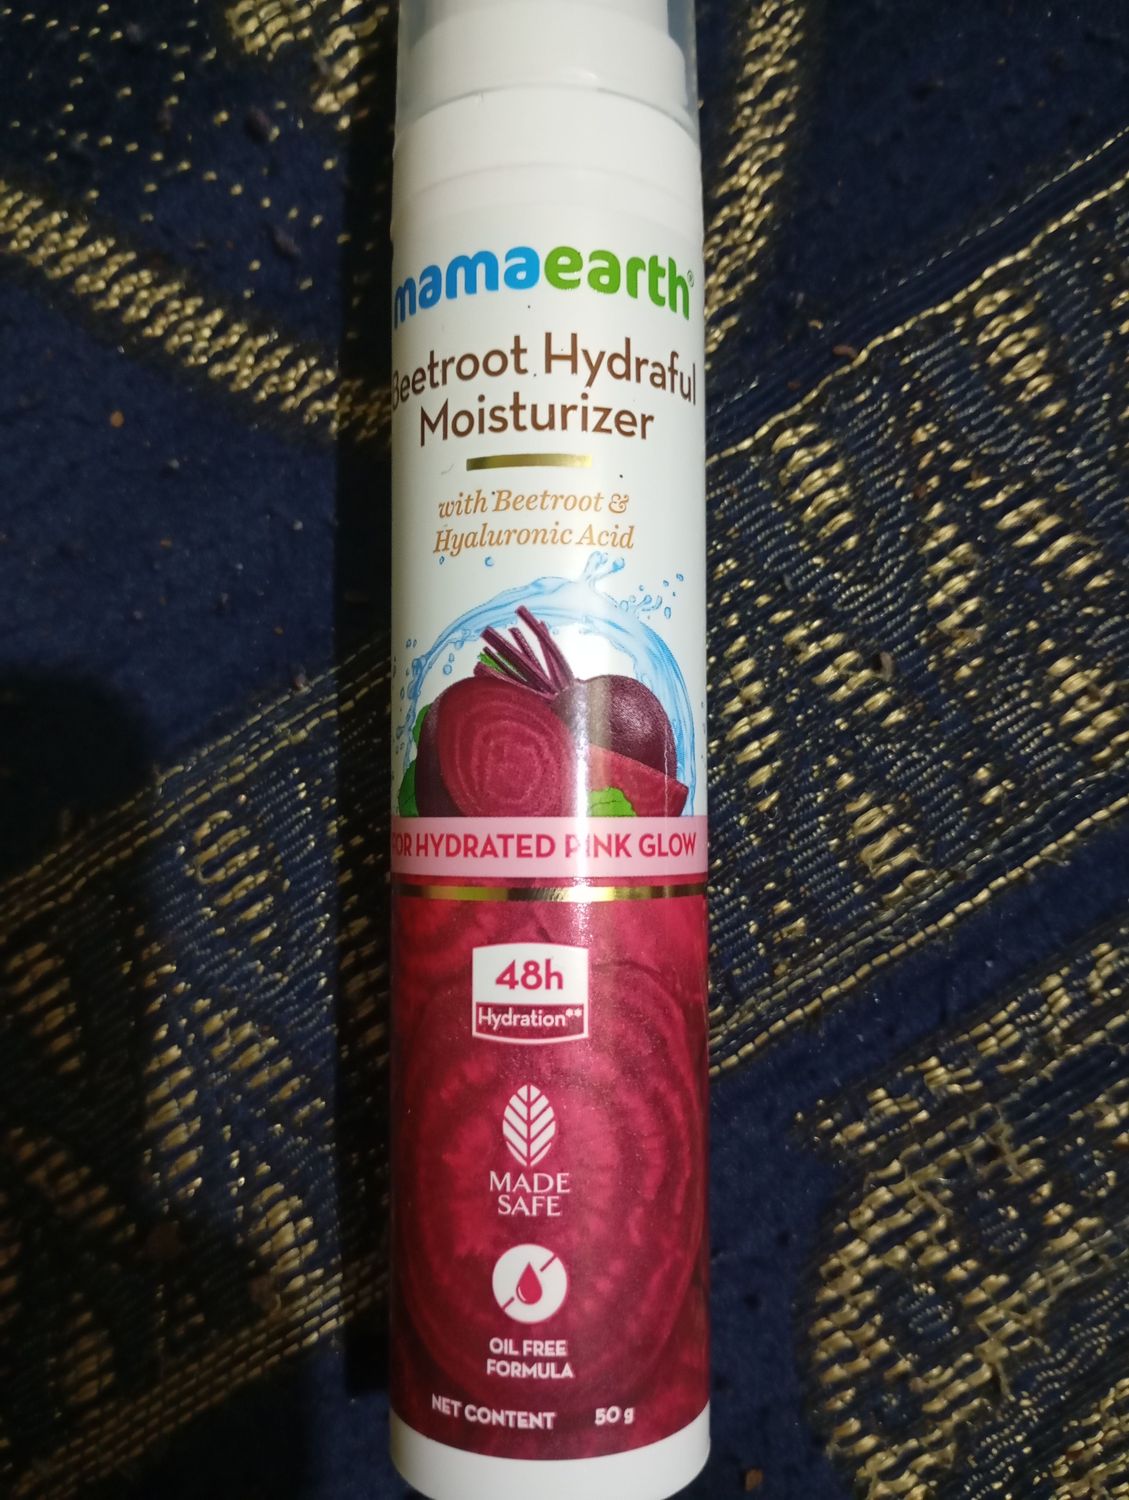 mamaearth®
Beetroot Hydraful
Moisturizer
with Beetroot &
Hyaluronic Acid
FOR HYDRATED PINK GLOW
48h
Hydration**
MADE
SAFE
OIL FREE
FORMULA
NET CONTENT 50 g